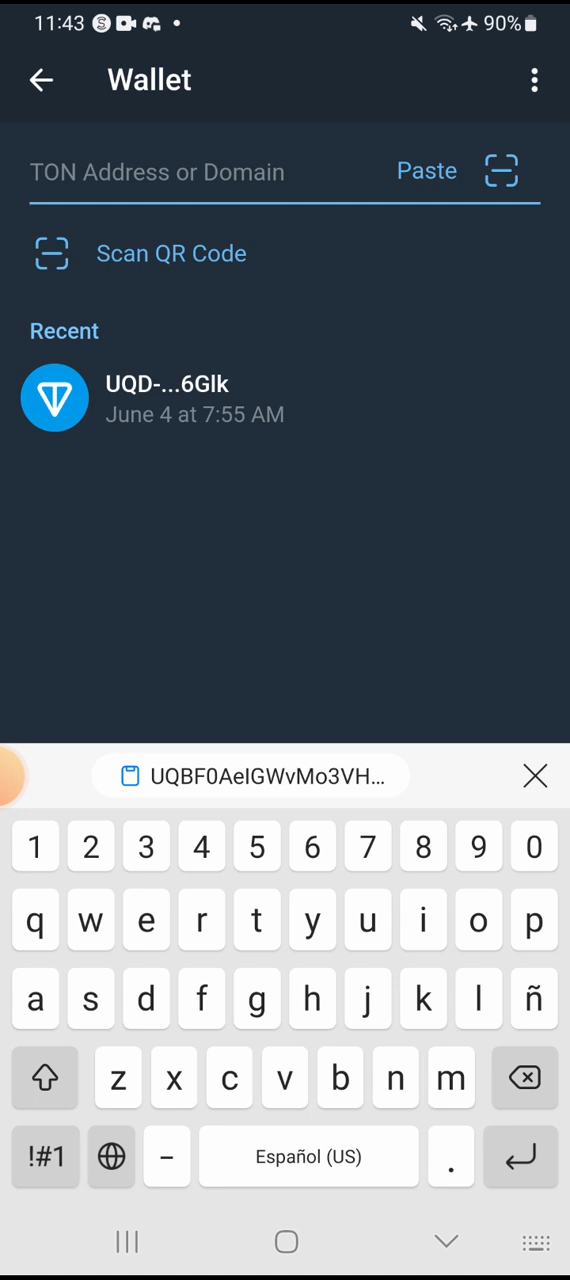 11:43 90%
Wallet
TON Address or Domain Paste
Scan QR Code
Recent
UQD-...6Glk
June 4 at 7:55 AM
UQBF0AeIGWvMo3VH...
1 2 3 4 5 6 7 8 9 0
q w e r t y u i o p
a s d f g h j k l ñ
z x c v b n m
!#1 - Español (US) .